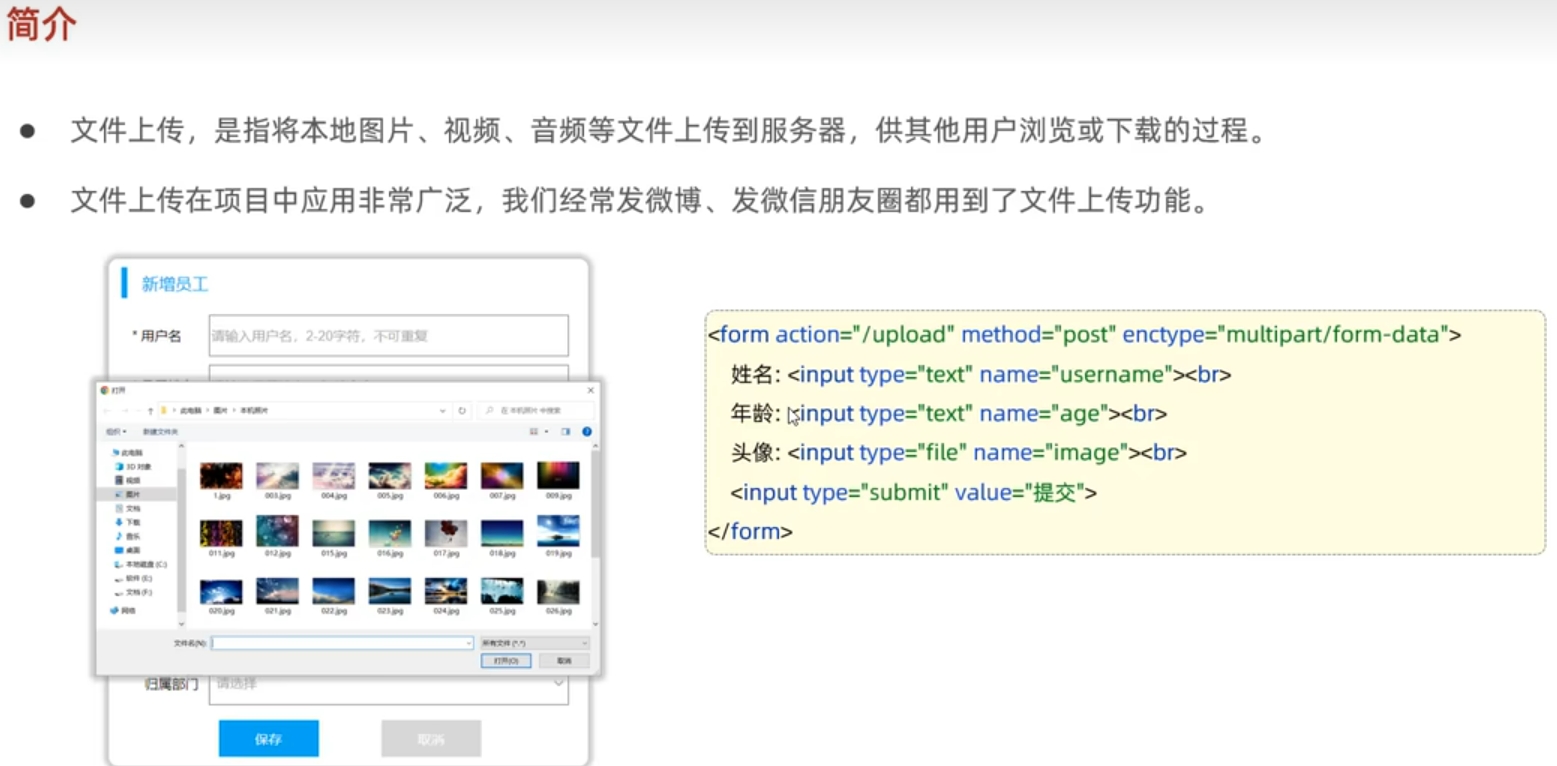 简介
● 文件上传，是指将本地图片、视频、音频等文件上传到服务器，供其他用户浏览或下载的过程。
● 文件上传在项目中应用非常广泛，我们经常发微博、发微信朋友圈都用到了文件上传功能。
新增员工
* 用户名 请输入用户名，2-20字符，不可重复
打开
此电脑 › 图片 › 本机照片
在 本机照片 中搜索
组织 新建文件夹
此电脑
3D 对象
视频
图片
文档
下载
音乐
桌面
本地磁盘 (C:)
软件 (E:)
文档 (F:)
网络
1.jpg 003.jpg 004.jpg 005.jpg 006.jpg 007.jpg 009.jpg
011.jpg 012.jpg 015.jpg 016.jpg 017.jpg 018.jpg 019.jpg
020.jpg 021.jpg 022.jpg 023.jpg 024.jpg 025.jpg 026.jpg
文件名(N): 所有文件 (*.*)
打开(O) 取消
归属部门 请选择
保存 取消
<form action="/upload" method="post" enctype="multipart/form-data">
姓名: <input type="text" name="username"><br>
年龄: <input type="text" name="age"><br>
头像: <input type="file" name="image"><br>
<input type="submit" value="提交">
</form>